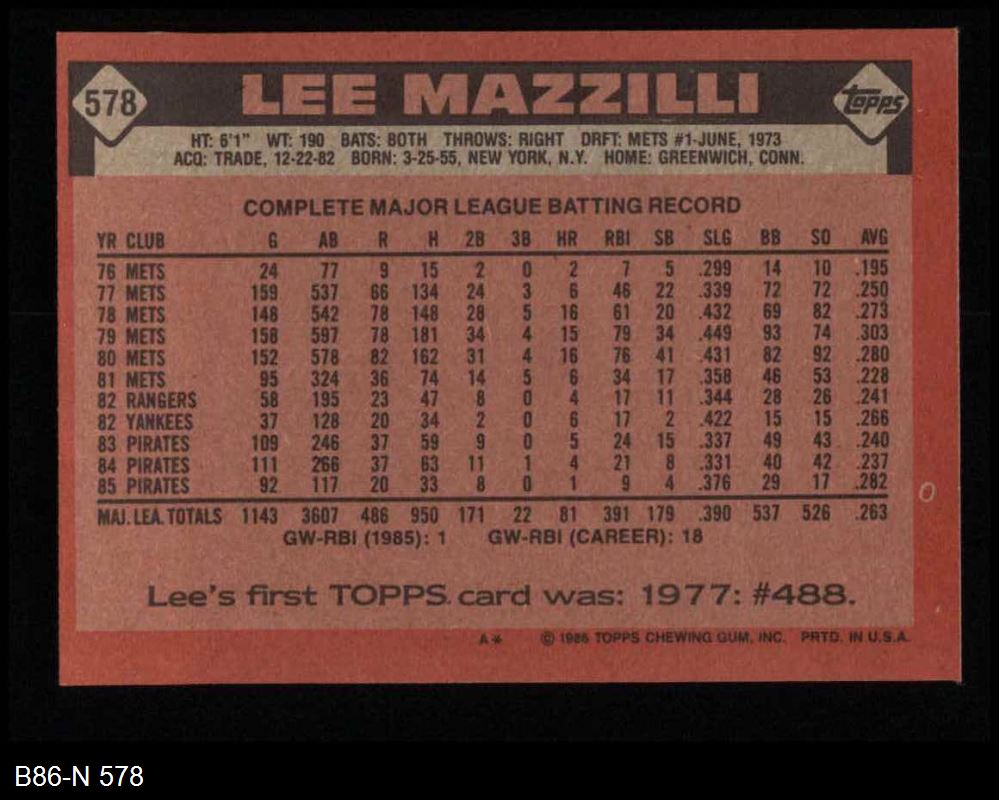 578 LEE MAZZILLI topps
HT: 6'1" WT: 190 BATS: BOTH THROWS: RIGHT DRFT: METS #1-JUNE, 1973
ACQ: TRADE, 12-22-82 BORN: 3-25-55, NEW YORK, N.Y. HOME: GREENWICH, CONN.
COMPLETE MAJOR LEAGUE BATTING RECORD
YR CLUB G AB R H 2B 3B HR RBI SB SLG BB SO AVG
76 METS 24 77 9 15 2 0 2 7 5 .299 14 10 .195
77 METS 159 537 66 134 24 3 6 46 22 .339 72 72 .250
78 METS 148 542 78 148 28 5 16 61 20 .432 69 82 .273
79 METS 158 597 78 181 34 4 15 79 34 .449 93 74 .303
80 METS 152 578 82 162 31 4 16 76 41 .431 82 92 .280
81 METS 95 324 36 74 14 5 6 34 17 .358 46 53 .228
82 RANGERS 58 195 23 47 8 0 4 17 11 .344 28 26 .241
82 YANKEES 37 128 20 34 2 0 6 17 2 .422 15 15 .266
83 PIRATES 109 246 37 59 9 0 5 24 15 .337 49 43 .240
84 PIRATES 111 266 37 63 11 1 4 21 8 .331 40 42 .237
85 PIRATES 92 117 20 33 8 0 1 9 4 .376 29 17 .282
MAJ. LEA. TOTALS 1143 3607 486 950 171 22 81 391 179 .390 537 526 .263
GW-RBI (1985): 1 GW-RBI (CAREER): 18
Lee's first TOPPS card was: 1977: #488.
A* © 1986 TOPPS CHEWING GUM, INC. PRTD. IN U.S.A.
B86-N 578